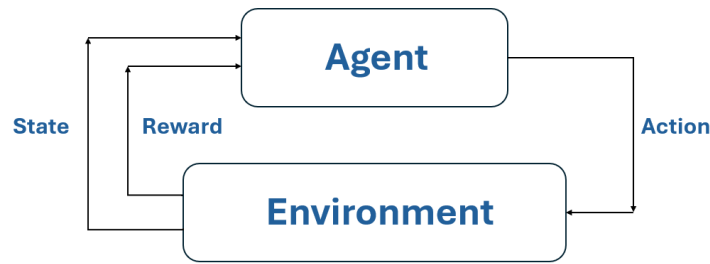 Agent
State
Reward
Action
Environment